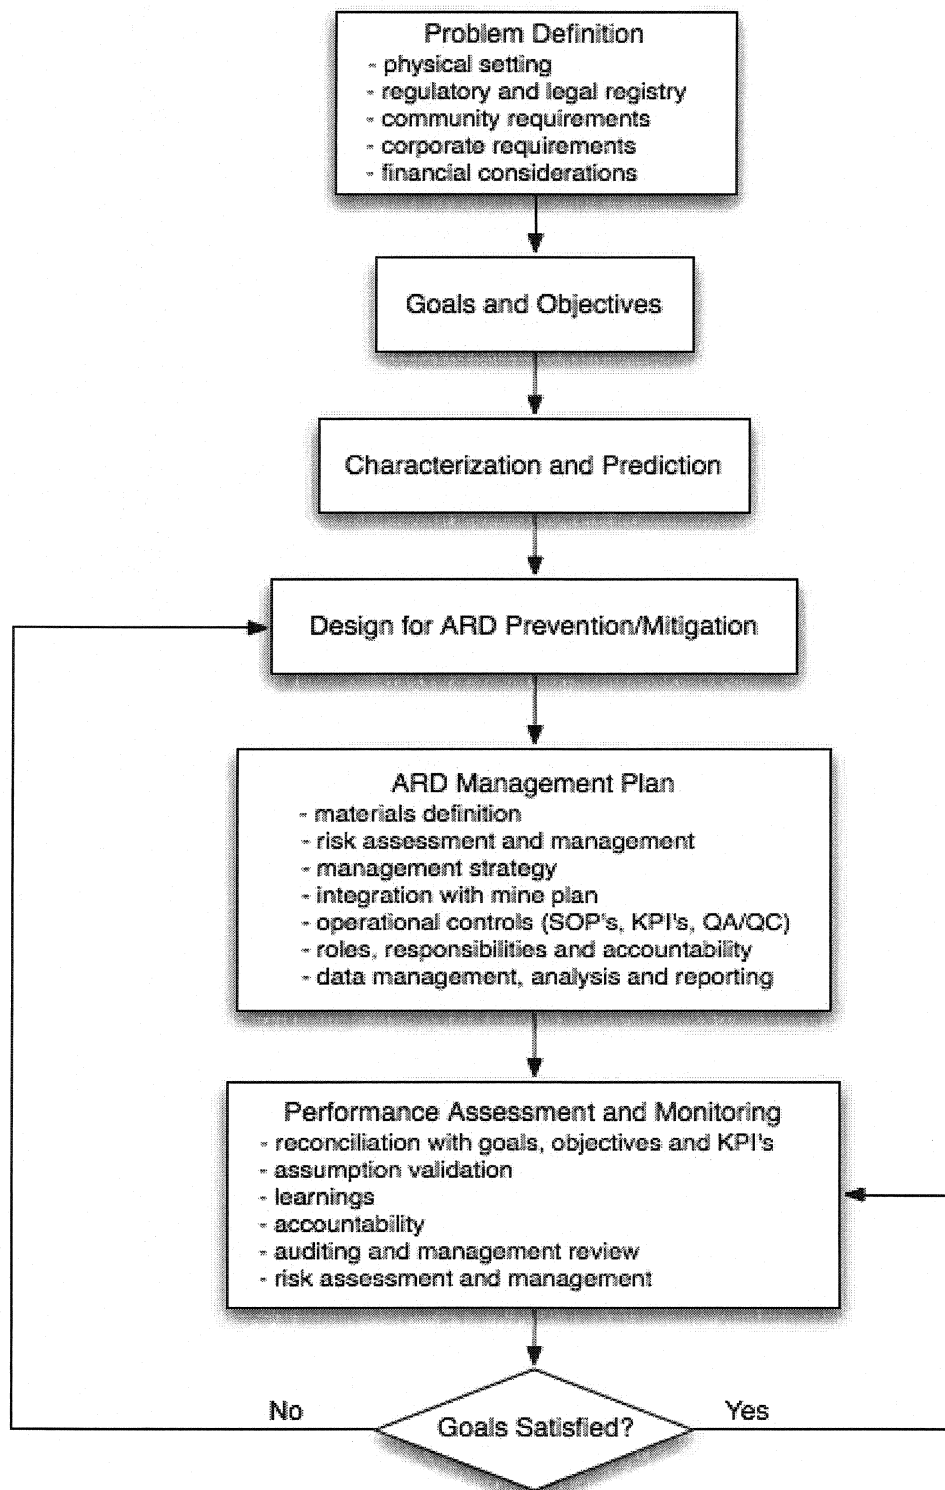 Problem Definition
- physical setting
- regulatory and legal registry
- community requirements
- corporate requirements
- financial considerations
Goals and Objectives
Characterization and Prediction
Design for ARD Prevention/Mitigation
ARD Management Plan
- materials definition
- risk assessment and management
- management strategy
- integration with mine plan
- operational controls (SOP's, KPI's, QA/QC)
- roles, responsibilities and accountability
- data management, analysis and reporting
Performance Assessment and Monitoring
- reconciliation with goals, objectives and KPI's
- assumption validation
- learnings
- accountability
- auditing and management review
- risk assessment and management
No
Goals Satisfied?
Yes